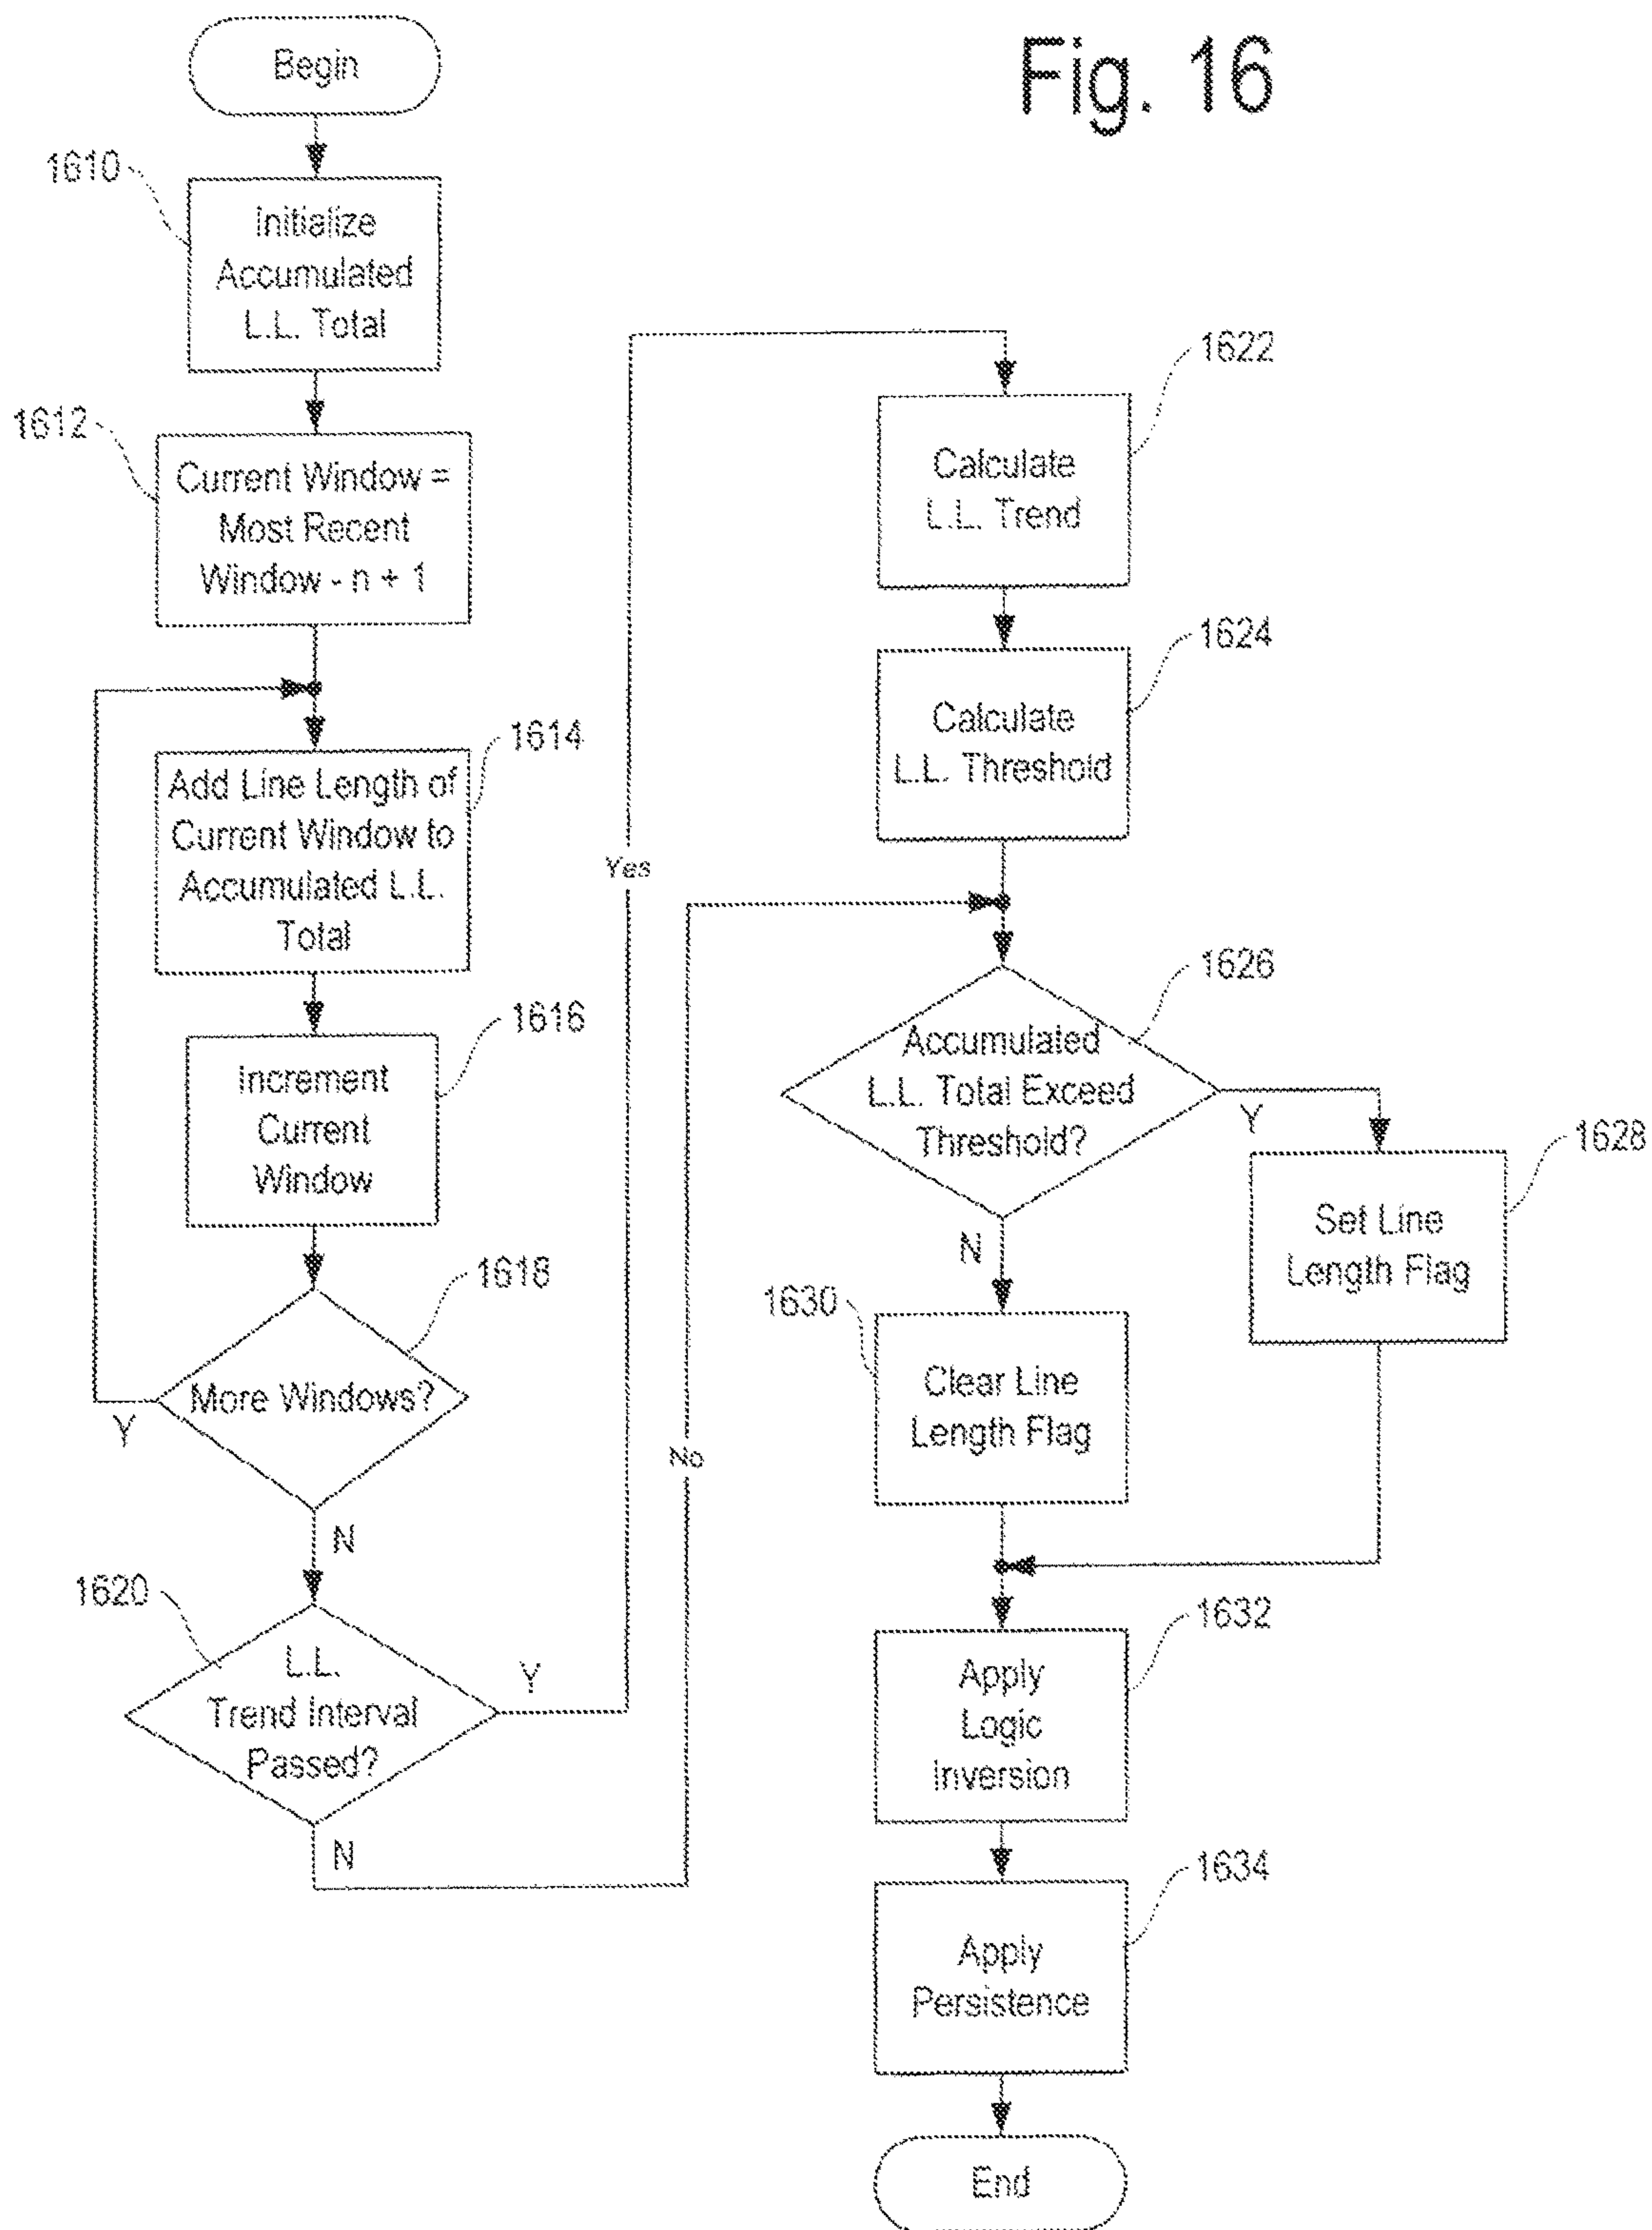 Fig. 16
Begin
1610
Initialize
Accumulated
L.L. Total
1612
Current Window =
Most Recent
Window - n + 1
1614
Add Line Length of
Current Window to
Accumulated L.L.
Total
1616
Increment
Current
Window
1618
More Windows?
Y
N
1620
L.L.
Trend Interval
Passed?
Y
N
Yes
No
1622
Calculate
L.L. Trend
1624
Calculate
L.L. Threshold
1626
Accumulated
L.L. Total Exceed
Threshold?
Y
N
1628
Set Line
Length Flag
1630
Clear Line
Length Flag
1632
Apply
Logic
Inversion
1634
Apply
Persistence
End